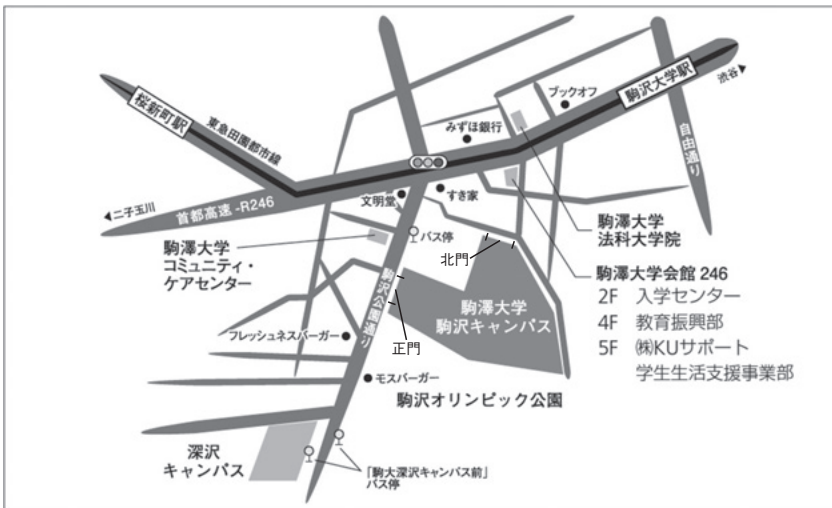 桜新町駅
東急田園都市線
駒沢大学駅
渋谷▶
ブックオフ
みずほ銀行
自由通り
◀二子玉川
首都高速-R246
文明堂
すき家
バス停
北門
駒澤大学
法科大学院
駒澤大学
コミュニティ・
ケアセンター
駒沢公園通り
正門
駒澤大学
駒沢キャンパス
駒澤大学会館 246
2F 入学センター
4F 教育振興部
5F ㈱KUサポート
学生生活支援事業部
フレッシュネスバーガー
モスバーガー
駒沢オリンピック公園
深沢
キャンパス
「駒大深沢キャンパス前」
バス停